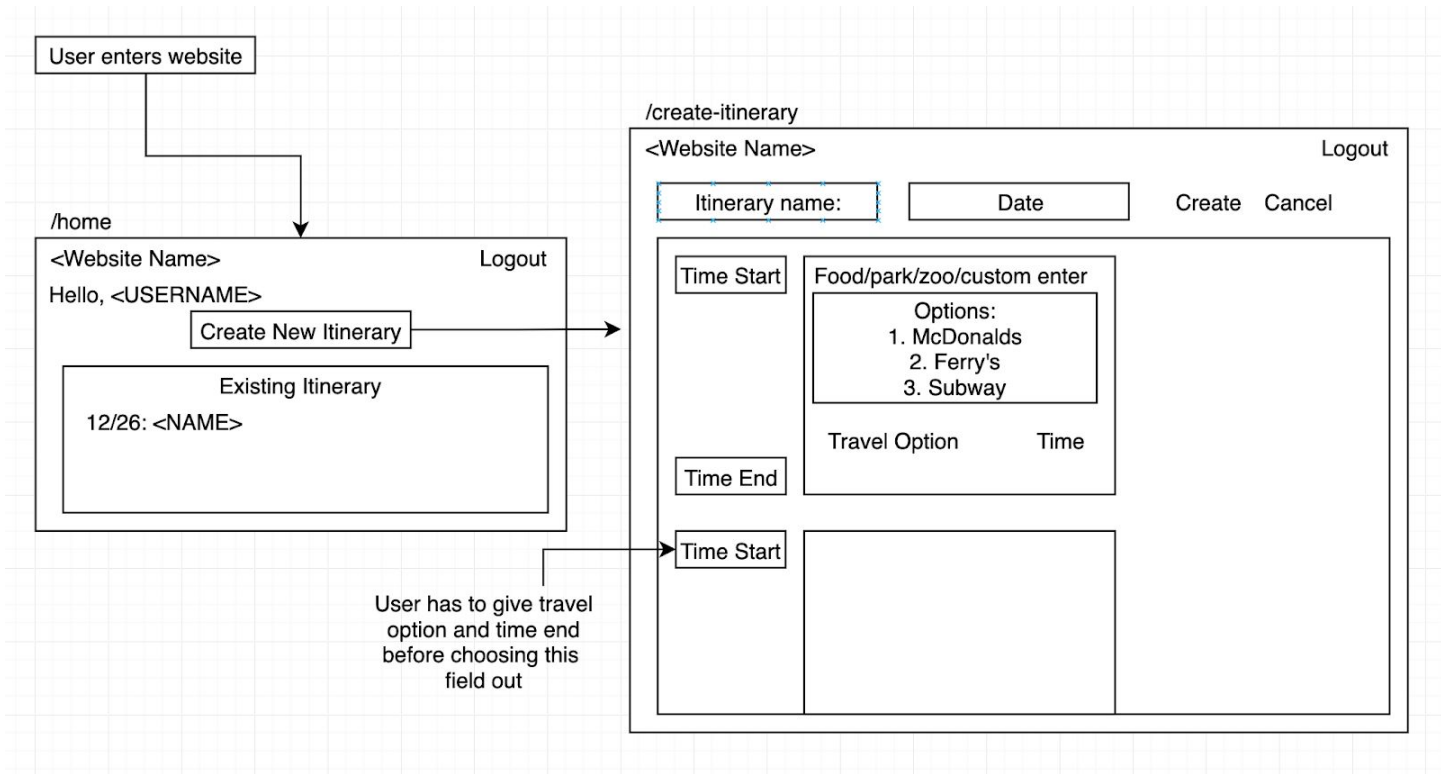 User enters website
/home
<Website Name> Logout
Hello, <USERNAME>
Create New Itinerary
Existing Itinerary
12/26: <NAME>
/create-itinerary
<Website Name> Logout
Itinerary name: Date Create Cancel
Time Start
Food/park/zoo/custom enter
Options:
1. McDonalds
2. Ferry's
3. Subway
Travel Option Time
Time End
Time Start
User has to give travel
option and time end
before choosing this
field out